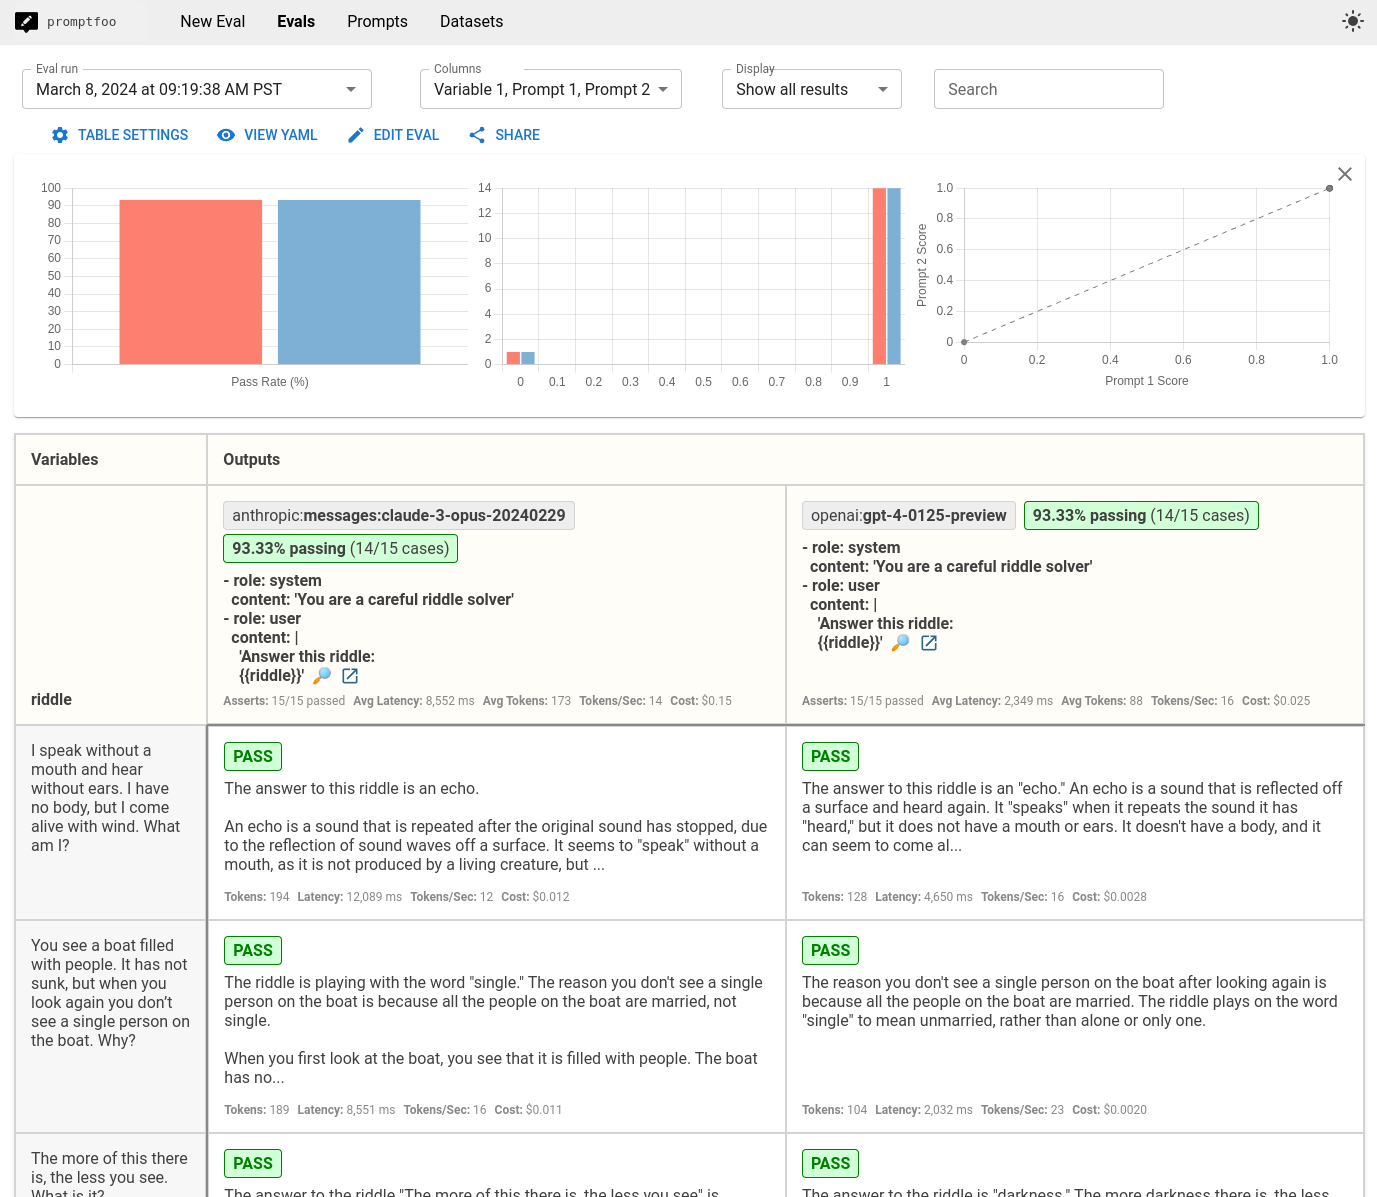 promptfoo
New Eval
Evals
Prompts
Datasets
Eval run
March 8, 2024 at 09:19:38 AM PST
Columns
Variable 1, Prompt 1, Prompt 2
Display
Show all results
Search
TABLE SETTINGS
VIEW YAML
EDIT EVAL
SHARE
100
90
80
70
60
50
40
30
20
10
0
Pass Rate (%)
14
12
10
8
6
4
2
0
0 0.1 0.2 0.3 0.4 0.5 0.6 0.7 0.8 0.9 1
Prompt 2 Score
1.0
0.8
0.6
0.4
0.2
0
0 0.2 0.4 0.6 0.8 1.0
Prompt 1 Score
Variables
Outputs
riddle
anthropic:messages:claude-3-opus-20240229
93.33% passing (14/15 cases)
- role: system
content: 'You are a careful riddle solver'
- role: user
content: |
'Answer this riddle:
{{riddle}}'
Asserts: 15/15 passed Avg Latency: 8,552 ms Avg Tokens: 173 Tokens/Sec: 14 Cost: $0.15
openai:gpt-4-0125-preview
93.33% passing (14/15 cases)
- role: system
content: 'You are a careful riddle solver'
- role: user
content: |
'Answer this riddle:
{{riddle}}'
Asserts: 15/15 passed Avg Latency: 2,349 ms Avg Tokens: 88 Tokens/Sec: 16 Cost: $0.025
I speak without a
mouth and hear
without ears. I have
no body, but I come
alive with wind. What
am I?
PASS
The answer to this riddle is an echo.
An echo is a sound that is repeated after the original sound has stopped, due
to the reflection of sound waves off a surface. It seems to "speak" without a
mouth, as it is not produced by a living creature, but ...
Tokens: 194 Latency: 12,089 ms Tokens/Sec: 12 Cost: $0.012
PASS
The answer to this riddle is an "echo." An echo is a sound that is reflected off
a surface and heard again. It "speaks" when it repeats the sound it has
"heard," but it does not have a mouth or ears. It doesn't have a body, and it
can seem to come al...
Tokens: 128 Latency: 4,650 ms Tokens/Sec: 16 Cost: $0.0028
You see a boat filled
with people. It has not
sunk, but when you
look again you don't
see a single person on
the boat. Why?
PASS
The riddle is playing with the word "single." The reason you don't see a single
person on the boat is because all the people on the boat are married, not
single.
When you first look at the boat, you see that it is filled with people. The boat
has no...
Tokens: 189 Latency: 8,551 ms Tokens/Sec: 16 Cost: $0.011
PASS
The reason you don't see a single person on the boat after looking again is
because all the people on the boat are married. The riddle plays on the word
"single" to mean unmarried, rather than alone or only one.
Tokens: 104 Latency: 2,032 ms Tokens/Sec: 23 Cost: $0.0020
The more of this there
is, the less you see.
What is it?
PASS
The answer to the riddle "The more of this there is, the less you see" is
PASS
The answer to the riddle is "darkness." The more darkness there is, the less